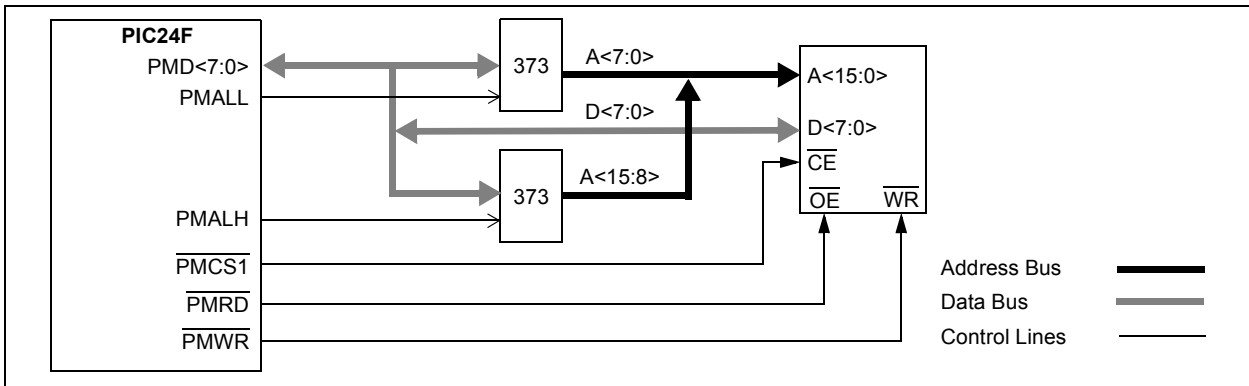 PIC24F
PMD<7:0>
PMALL
373
A<7:0>
A<15:0>
D<7:0>
D<7:0>
CE
373
A<15:8>
OE
WR
PMALH
PMCS1
PMRD
PMWR
Address Bus
Data Bus
Control Lines